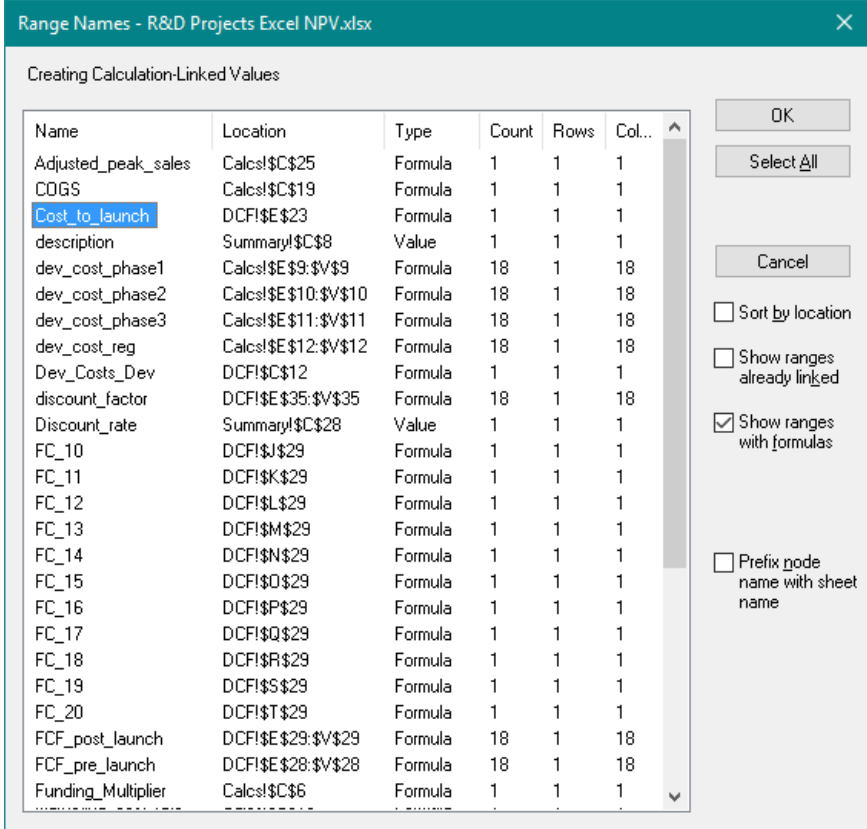 Range Names - R&D Projects Excel NPV.xlsx
Creating Calculation-Linked Values
Name Location Type Count Rows Col...
Adjusted_peak_sales Calcs!$C$25 Formula 1 1 1
COGS Calcs!$C$19 Formula 1 1 1
Cost_to_launch DCF!$E$23 Formula 1 1 1
description Summary!$C$8 Value 1 1 1
dev_cost_phase1 Calcs!$E$9:$V$9 Formula 18 1 18
dev_cost_phase2 Calcs!$E$10:$V$10 Formula 18 1 18
dev_cost_phase3 Calcs!$E$11:$V$11 Formula 18 1 18
dev_cost_reg Calcs!$E$12:$V$12 Formula 18 1 18
Dev_Costs_Dev DCF!$C$12 Formula 1 1 1
discount_factor DCF!$E$35:$V$35 Formula 18 1 18
Discount_rate Summary!$C$28 Value 1 1 1
FC_10 DCF!$J$29 Formula 1 1 1
FC_11 DCF!$K$29 Formula 1 1 1
FC_12 DCF!$L$29 Formula 1 1 1
FC_13 DCF!$M$29 Formula 1 1 1
FC_14 DCF!$N$29 Formula 1 1 1
FC_15 DCF!$O$29 Formula 1 1 1
FC_16 DCF!$P$29 Formula 1 1 1
FC_17 DCF!$Q$29 Formula 1 1 1
FC_18 DCF!$R$29 Formula 1 1 1
FC_19 DCF!$S$29 Formula 1 1 1
FC_20 DCF!$T$29 Formula 1 1 1
FCF_post_launch DCF!$E$29:$V$29 Formula 18 1 18
FCF_pre_launch DCF!$E$28:$V$28 Formula 18 1 18
Funding_Multiplier Calcs!$C$6 Formula 1 1 1
OK
Select All
Cancel
Sort by location
Show ranges
already linked
Show ranges
with formulas
Prefix node
name with sheet
name